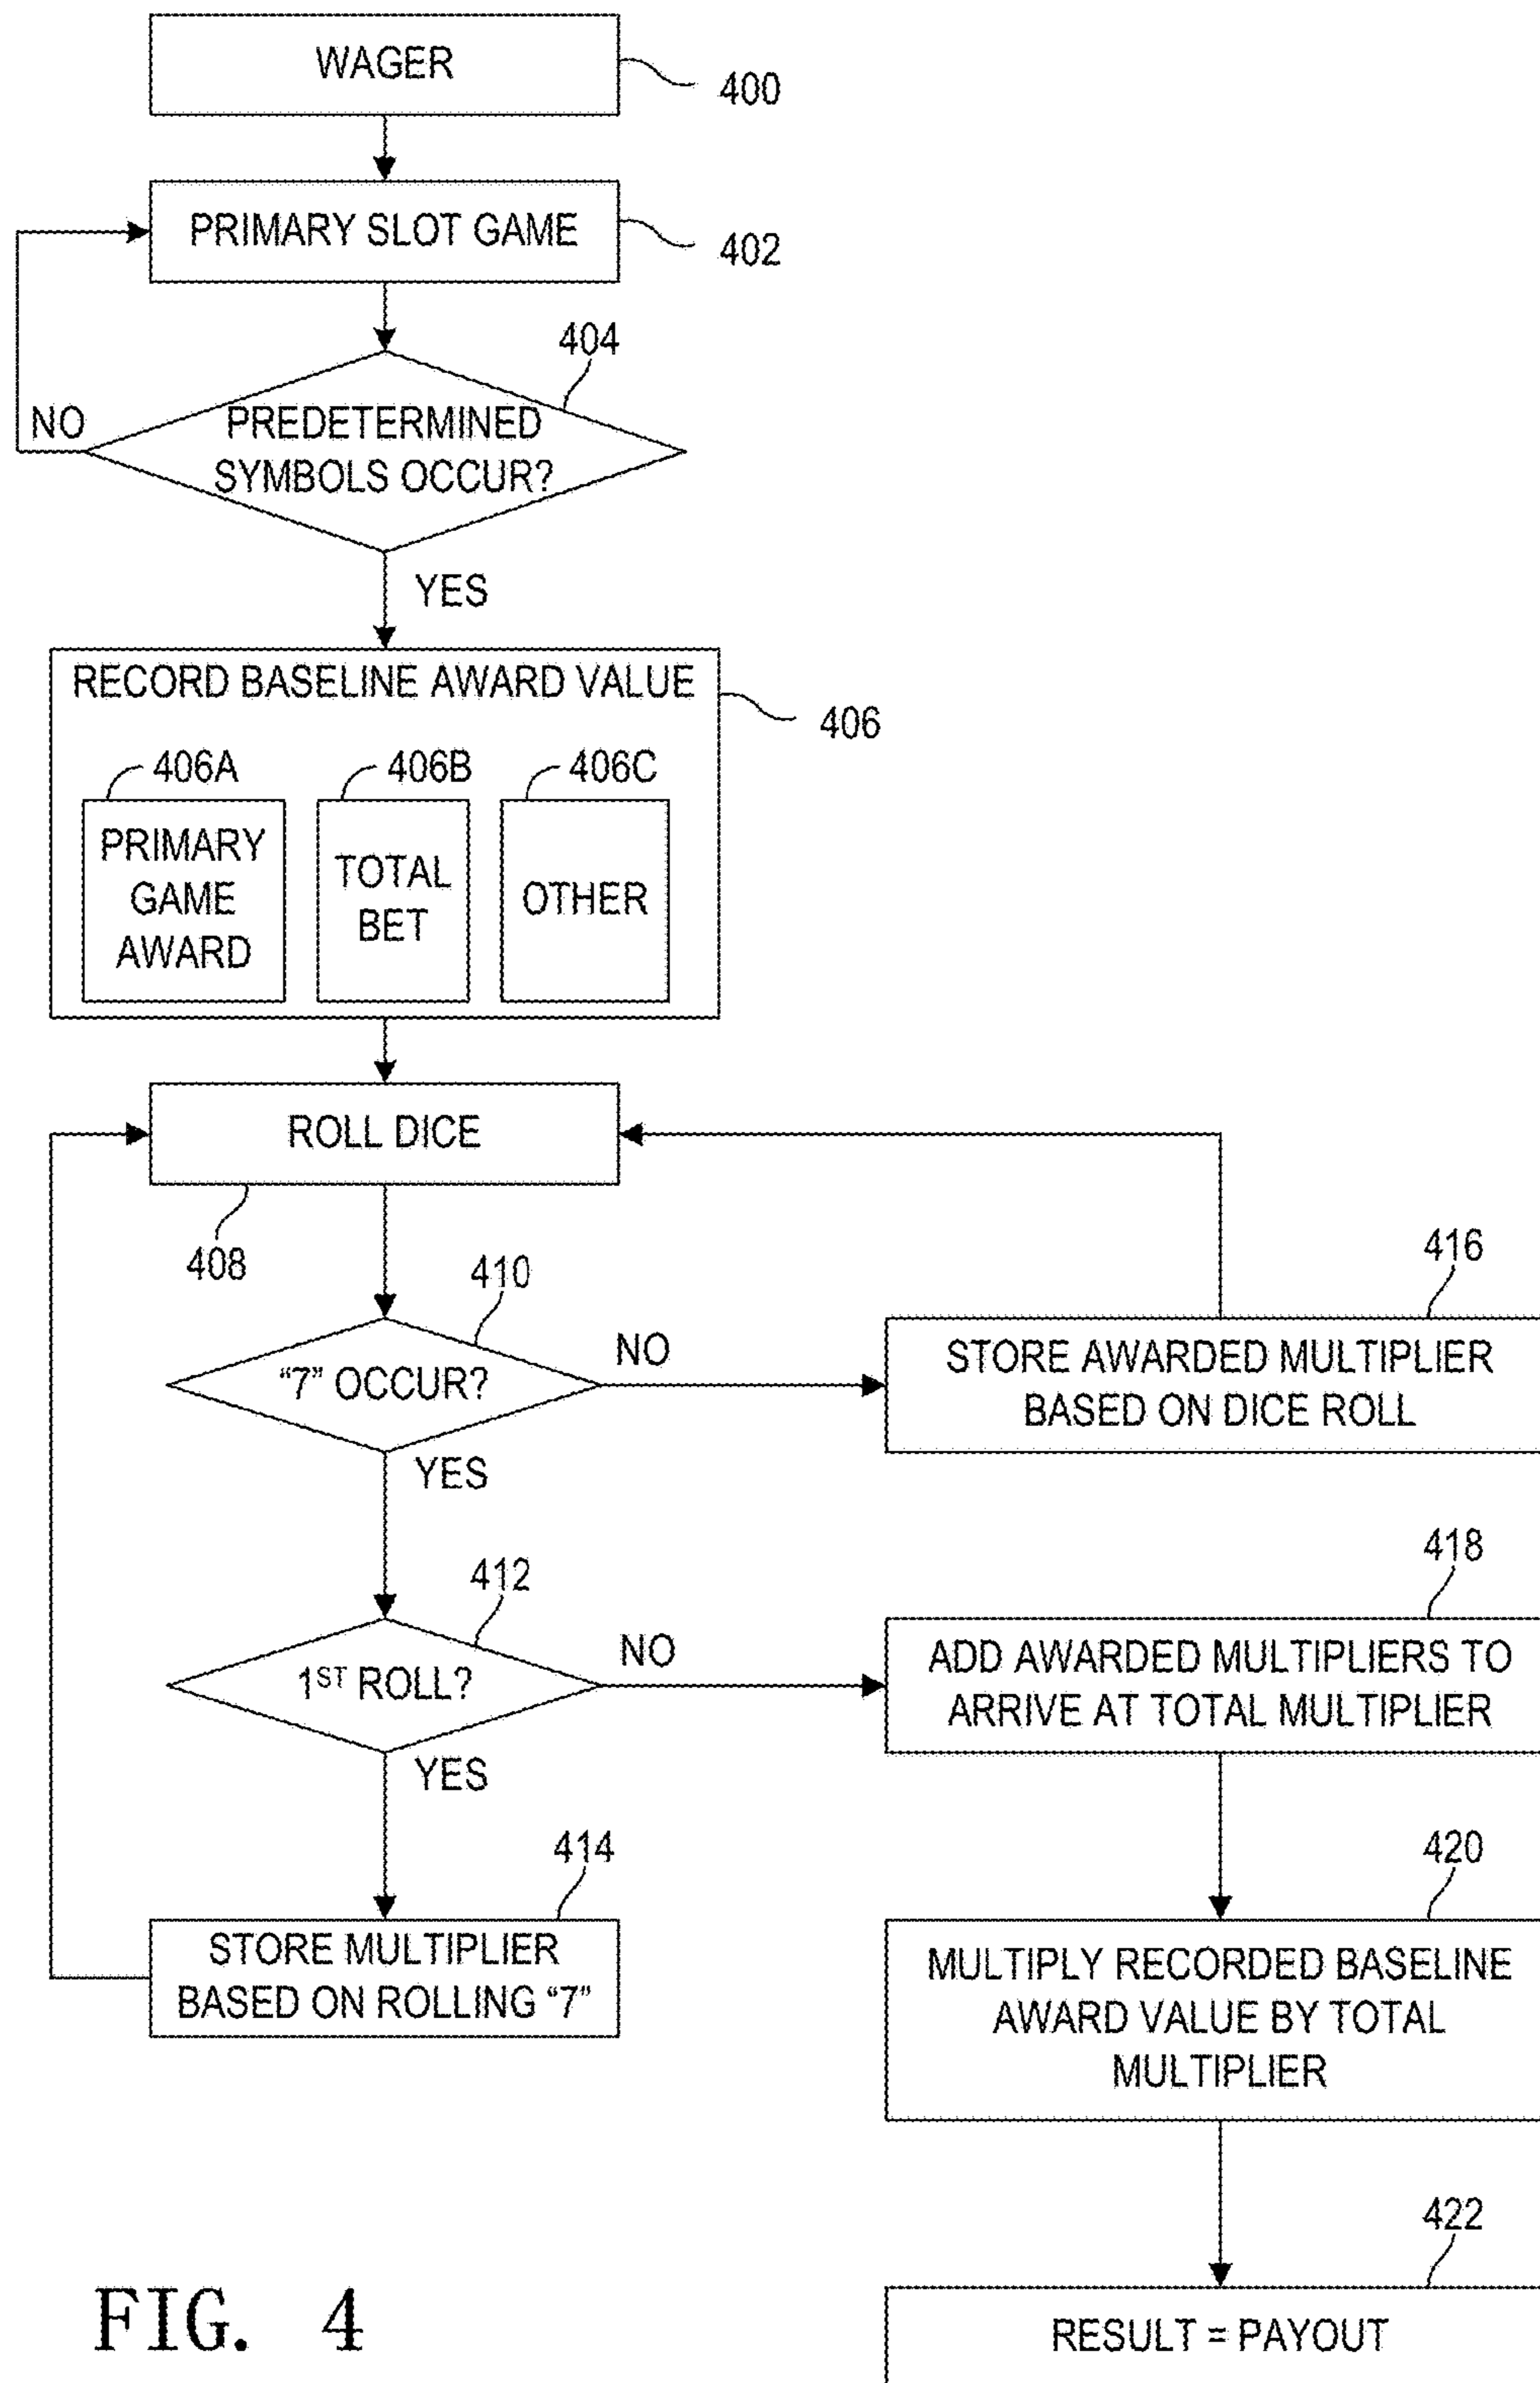 WAGER
400
PRIMARY SLOT GAME
402
404
NO
PREDETERMINED
SYMBOLS OCCUR?
YES
RECORD BASELINE AWARD VALUE
406
406A
406B
406C
PRIMARY
GAME
AWARD
TOTAL
BET
OTHER
ROLL DICE
408
410
"7" OCCUR?
NO
416
STORE AWARDED MULTIPLIER
BASED ON DICE ROLL
YES
412
1ST ROLL?
NO
418
ADD AWARDED MULTIPLIERS TO
ARRIVE AT TOTAL MULTIPLIER
YES
414
STORE MULTIPLIER
BASED ON ROLLING "7"
420
MULTIPLY RECORDED BASELINE
AWARD VALUE BY TOTAL
MULTIPLIER
422
RESULT = PAYOUT
FIG. 4